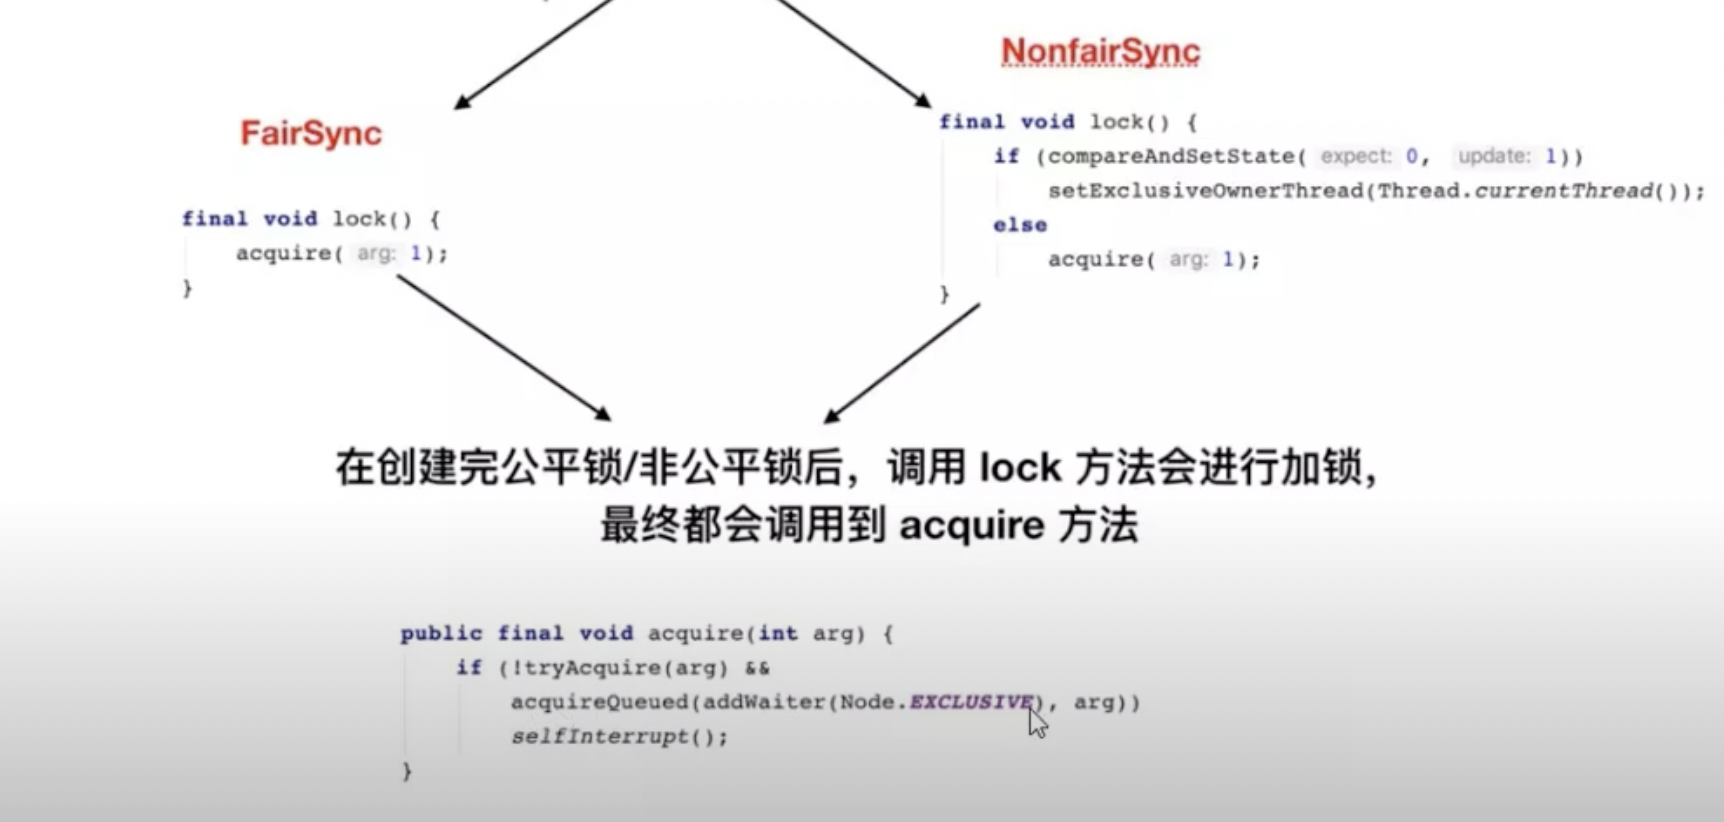 NonfairSync
final void lock() {
if (compareAndSetState( expect: 0, update: 1))
setExclusiveOwnerThread(Thread.currentThread());
else
acquire( arg: 1);
}
FairSync
final void lock() {
acquire( arg: 1);
}
在创建完公平锁/非公平锁后，调用 lock 方法会进行加锁，
最终都会调用到 acquire 方法
public final void acquire(int arg) {
if (!tryAcquire(arg) &&
acquireQueued(addWaiter(Node.EXCLUSIVE), arg))
selfInterrupt();
}